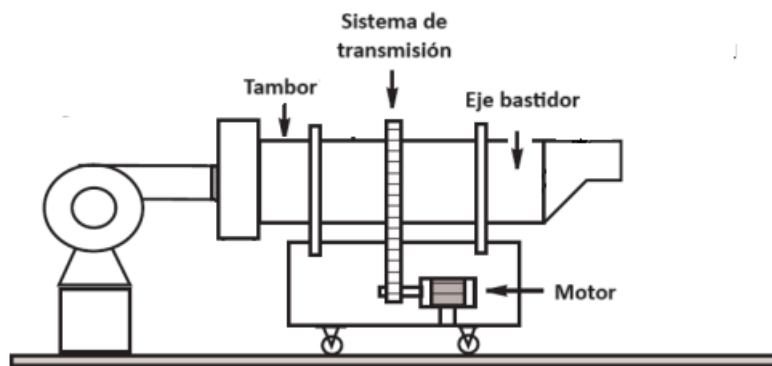 Sistema de
transmisión
Tambor
Eje bastidor
Motor